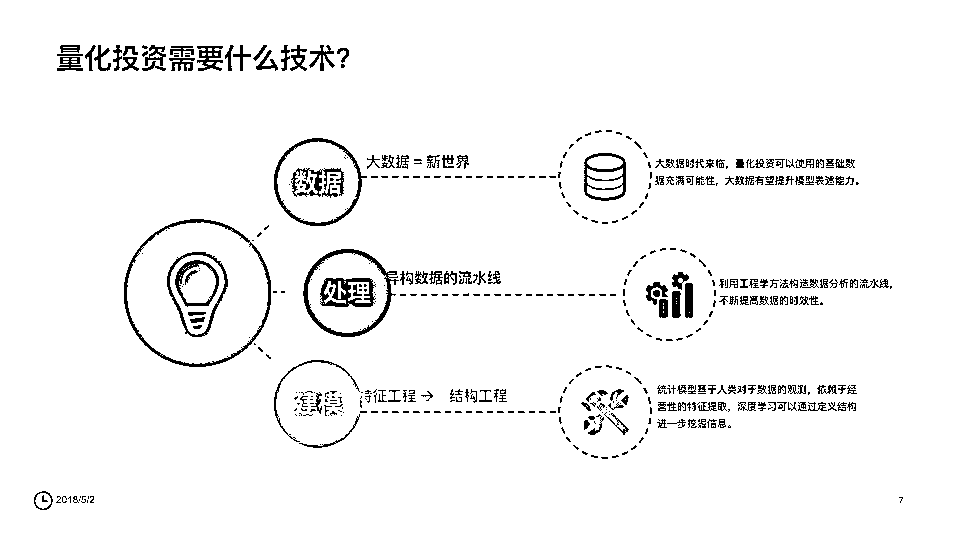 量化投资需要什么技术?
数据
大数据 = 新世界
大数据时代来临，量化投资可以使用的基础数
据充满可能性，大数据有望提升模型表达能力。
处理
异构数据的流水线
利用工程学方法构造数据分析的流水线，
不断提高数据的时效性。
建模
特征工程 → 结构工程
统计模型基于人类对于数据的观测，依赖于经
营性的特征提取，深度学习可以通过定义结构
进一步挖掘信息。
2018/5/2
7